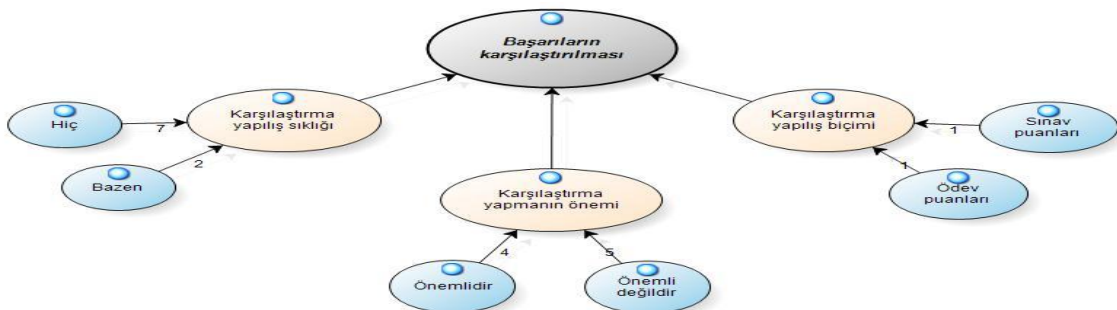 Başarıların
karşılaştırılması
Hiç
7
Karşılaştırma
yapılış sıklığı
Bazen
2
Karşılaştırma
yapmanın önemi
Önemlidir
4
Önemli
değildir
5
Karşılaştırma
yapılış biçimi
Sınav
puanları
1
Ödev
puanları
1